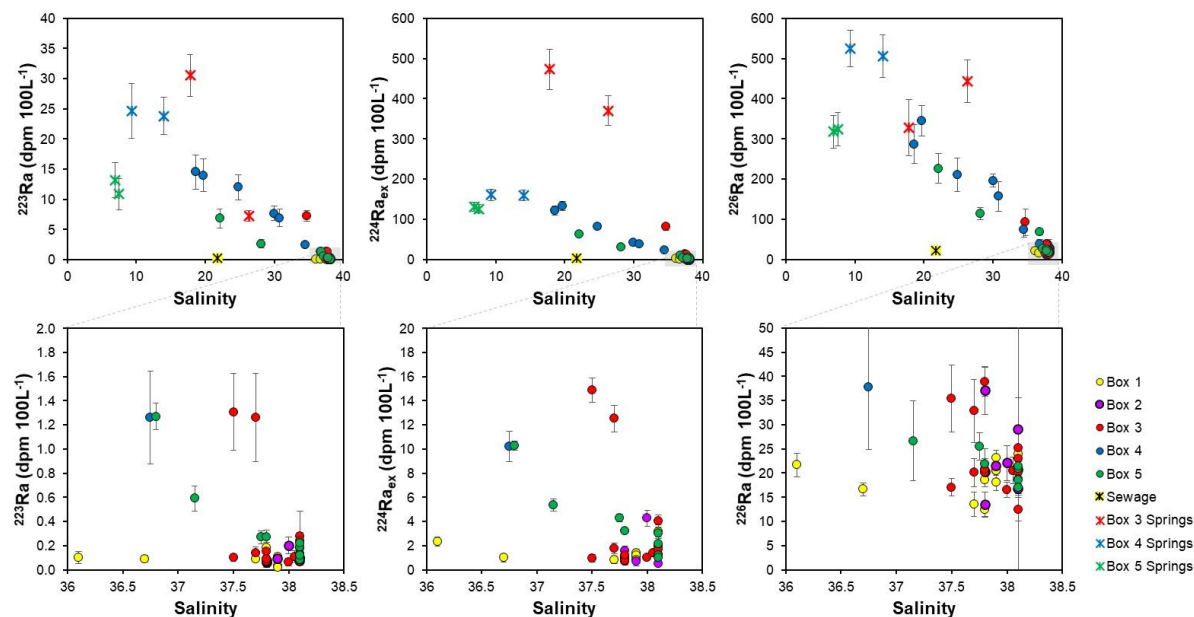 40
35
30
25
20
15
10
5
0
²²³Ra (dpm 100L⁻¹)
0 10 20 30 40
Salinity
600
500
400
300
200
100
0
²²⁴Raₑₓ (dpm 100L⁻¹)
0 10 20 30 40
Salinity
600
500
400
300
200
100
0
²²⁶Ra (dpm 100L⁻¹)
0 10 20 30 40
Salinity
2.0
1.8
1.6
1.4
1.2
1.0
0.8
0.6
0.4
0.2
0.0
²²³Ra (dpm 100L⁻¹)
36 36.5 37 37.5 38 38.5
Salinity
20
18
16
14
12
10
8
6
4
2
0
²²⁴Raₑₓ (dpm 100L⁻¹)
36 36.5 37 37.5 38 38.5
Salinity
50
45
40
35
30
25
20
15
10
5
0
²²⁶Ra (dpm 100L⁻¹)
36 36.5 37 37.5 38 38.5
Salinity
Box 1
Box 2
Box 3
Box 4
Box 5
Sewage
Box 3 Springs
Box 4 Springs
Box 5 Springs